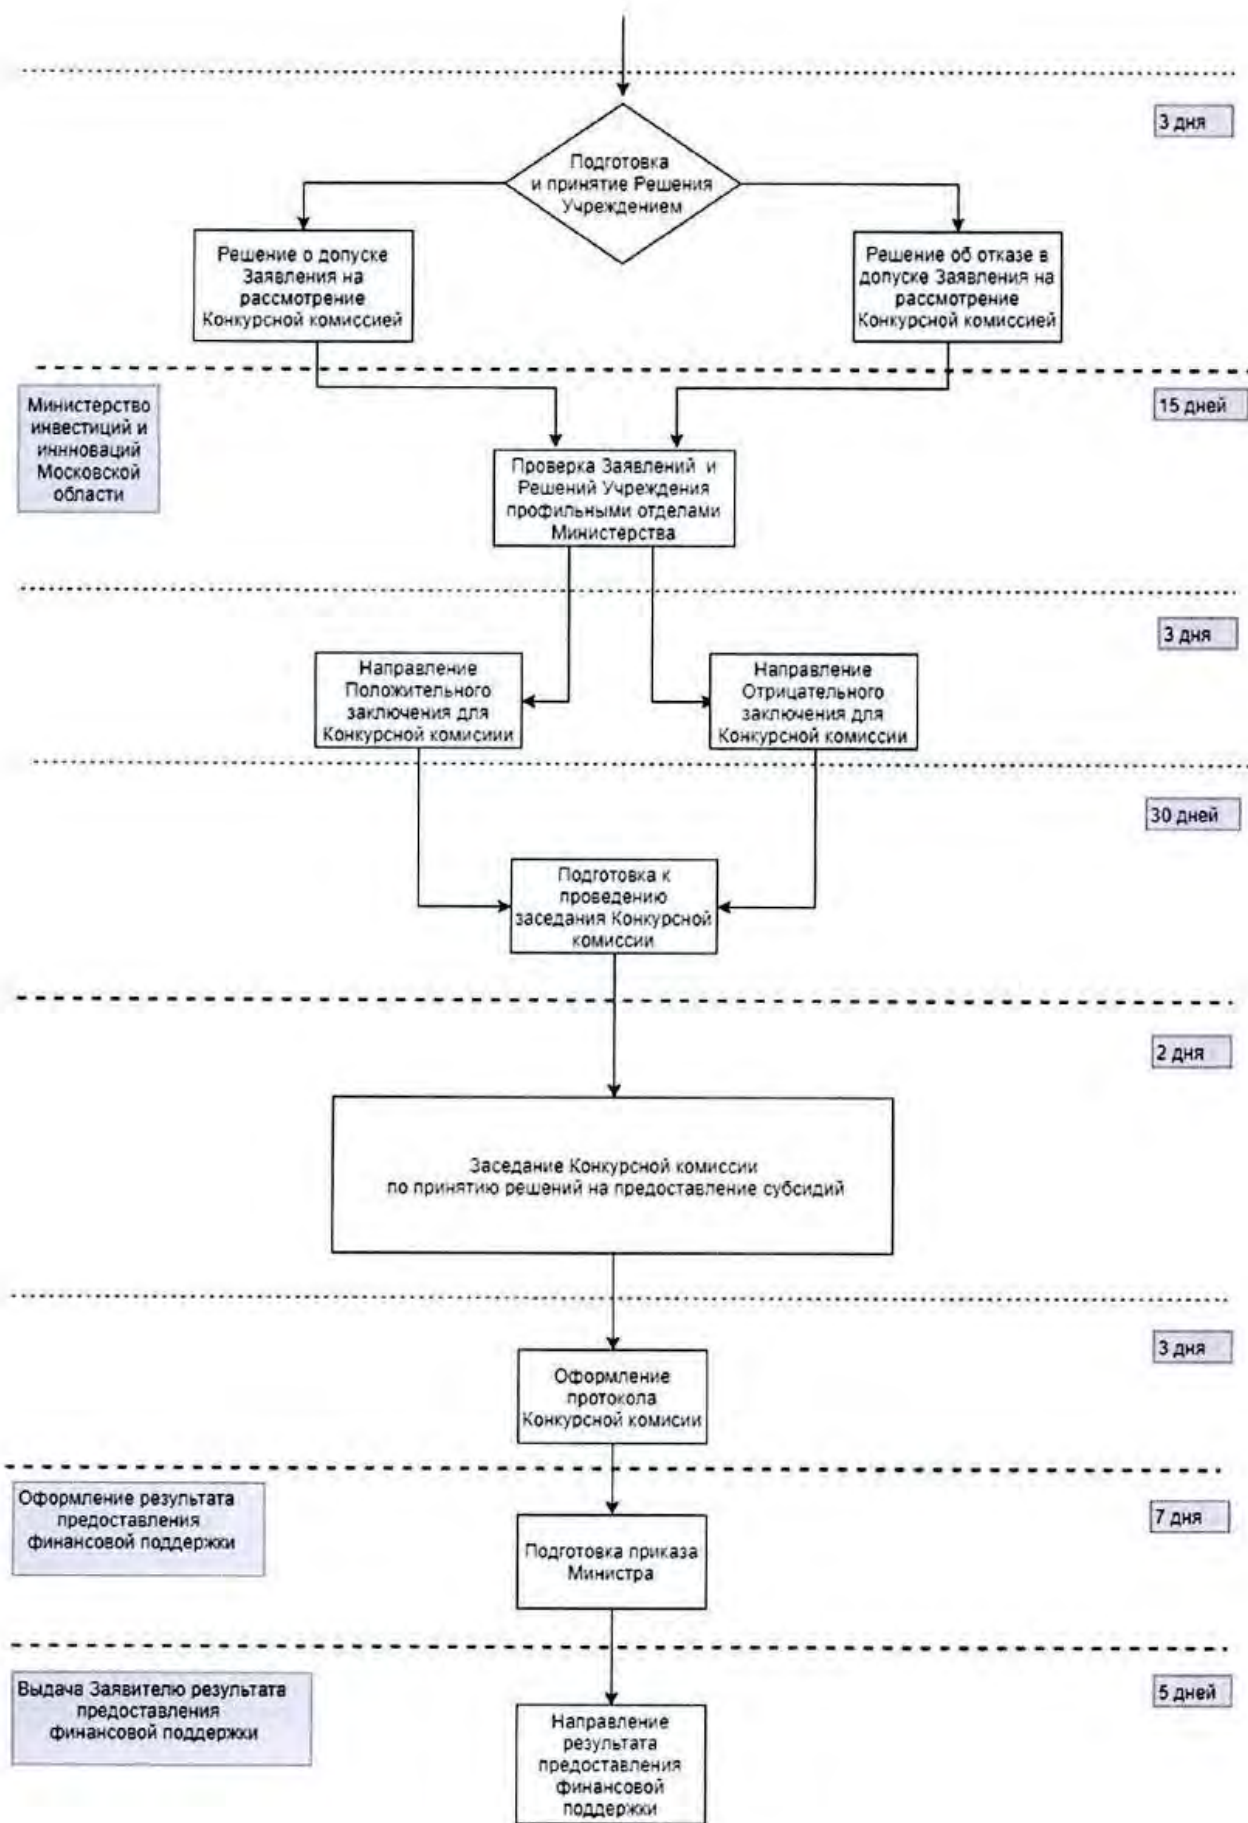 3 дня
Подготовка
и принятие Решения
Учреждением
Решение о допуске
Заявления на
рассмотрение
Конкурсной комиссией
Решение об отказе в
допуске Заявления на
рассмотрение
Конкурсной комиссией
Министерство
инвестиций и
иннноваций
Московской
области
15 дней
Проверка Заявлений и
Решений Учреждения
профильными отделами
Министерства
3 дня
Направление
Положительного
заключения для
Конкурсной комисиии
Направление
Отрицательного
заключения для
Конкурсной комиссии
30 дней
Подготовка к
проведению
заседания Конкурсной
комиссии
2 дня
Заседание Конкурсной комиссии
по принятию решений на предоставление субсидий
3 дня
Оформление
протокола
Конкурсной комисии
Оформление результата
предоставления
финансовой поддержки
7 дня
Подготовка приказа
Министра
Выдача Заявителю результата
предоставления
финансовой поддержки
5 дней
Направление
результата
предоставления
финансовой
поддержки